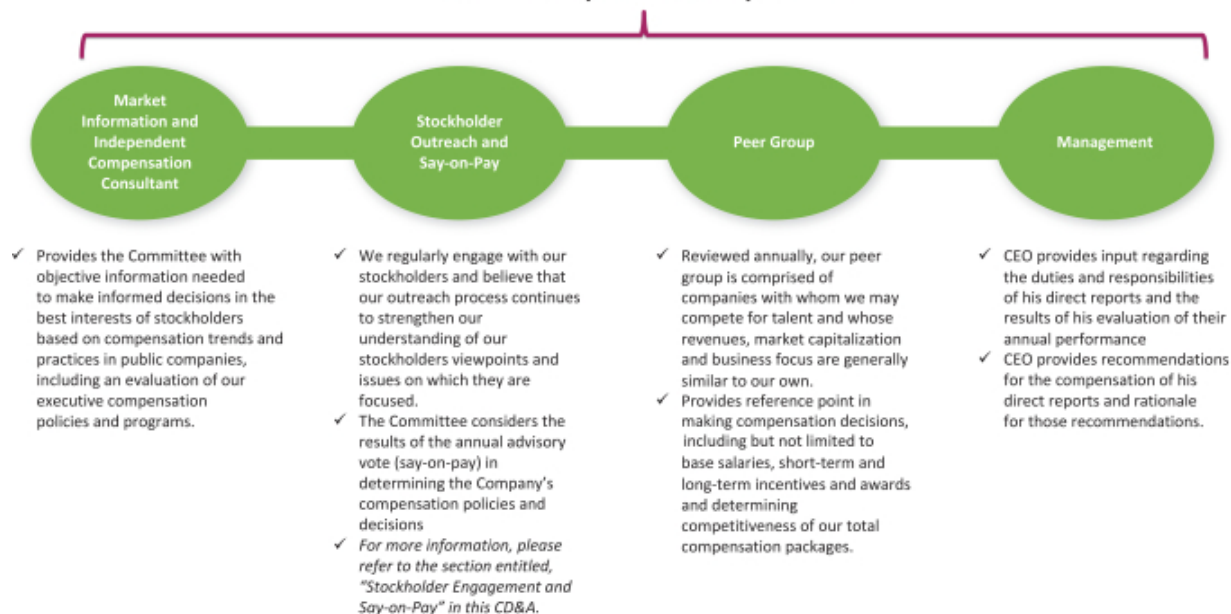 Market
Information and
Independent
Compensation
Consultant
Stockholder
Outreach and
Say-on-Pay
Peer Group
Management
✓ Provides the Committee with
objective information needed
to make informed decisions in the
best interests of stockholders
based on compensation trends and
practices in public companies,
including an evaluation of our
executive compensation
policies and programs.
✓ We regularly engage with our
stockholders and believe that
our outreach process continues
to strengthen our
understanding of our
stockholders viewpoints and
issues on which they are
focused.
✓ The Committee considers the
results of the annual advisory
vote (say-on-pay) in
determining the Company's
compensation policies and
decisions
✓ For more information, please
refer to the section entitled,
"Stockholder Engagement and
Say-on-Pay" in this CD&A.
✓ Reviewed annually, our peer
group is comprised of
companies with whom we may
compete for talent and whose
revenues, market capitalization
and business focus are generally
similar to our own.
✓ Provides reference point in
making compensation decisions,
including but not limited to
base salaries, short-term and
long-term incentives and awards
and determining
competitiveness of our total
compensation packages.
✓ CEO provides input regarding
the duties and responsibilities
of his direct reports and the
results of his evaluation of their
annual performance
✓ CEO provides recommendations
for the compensation of his
direct reports and rationale
for those recommendations.